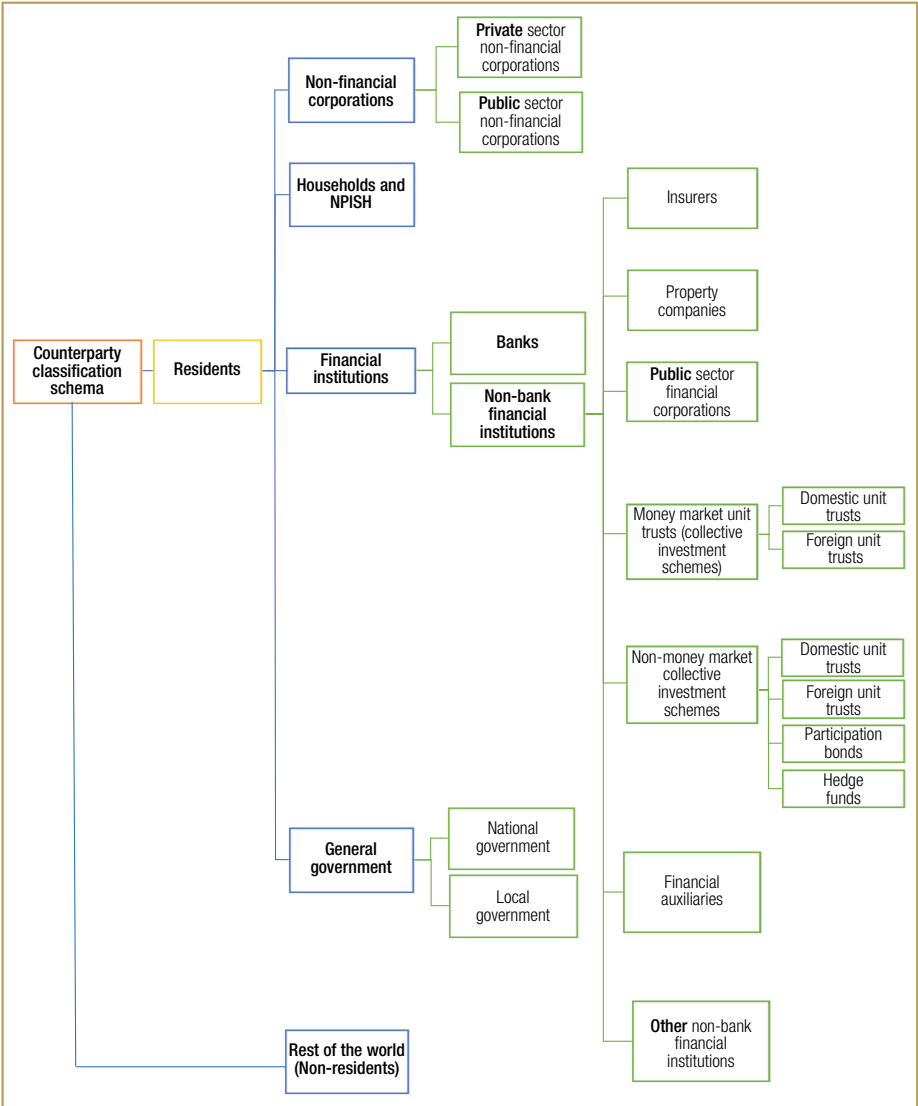 Counterparty
classification
schema
Residents
Non-financial
corporations
Private sector
non-financial
corporations
Public sector
non-financial
corporations
Households and
NPISH
Financial
institutions
Banks
Non-bank
financial
institutions
Insurers
Property
companies
Public sector
financial
corporations
Money market unit
trusts (collective
investment
schemes)
Domestic unit
trusts
Foreign unit
trusts
Non-money market
collective
investment
schemes
Domestic unit
trusts
Foreign unit
trusts
Participation
bonds
Hedge
funds
Financial
auxiliaries
Other non-bank
financial
institutions
General
government
National
government
Local
government
Rest of the world
(Non-residents)